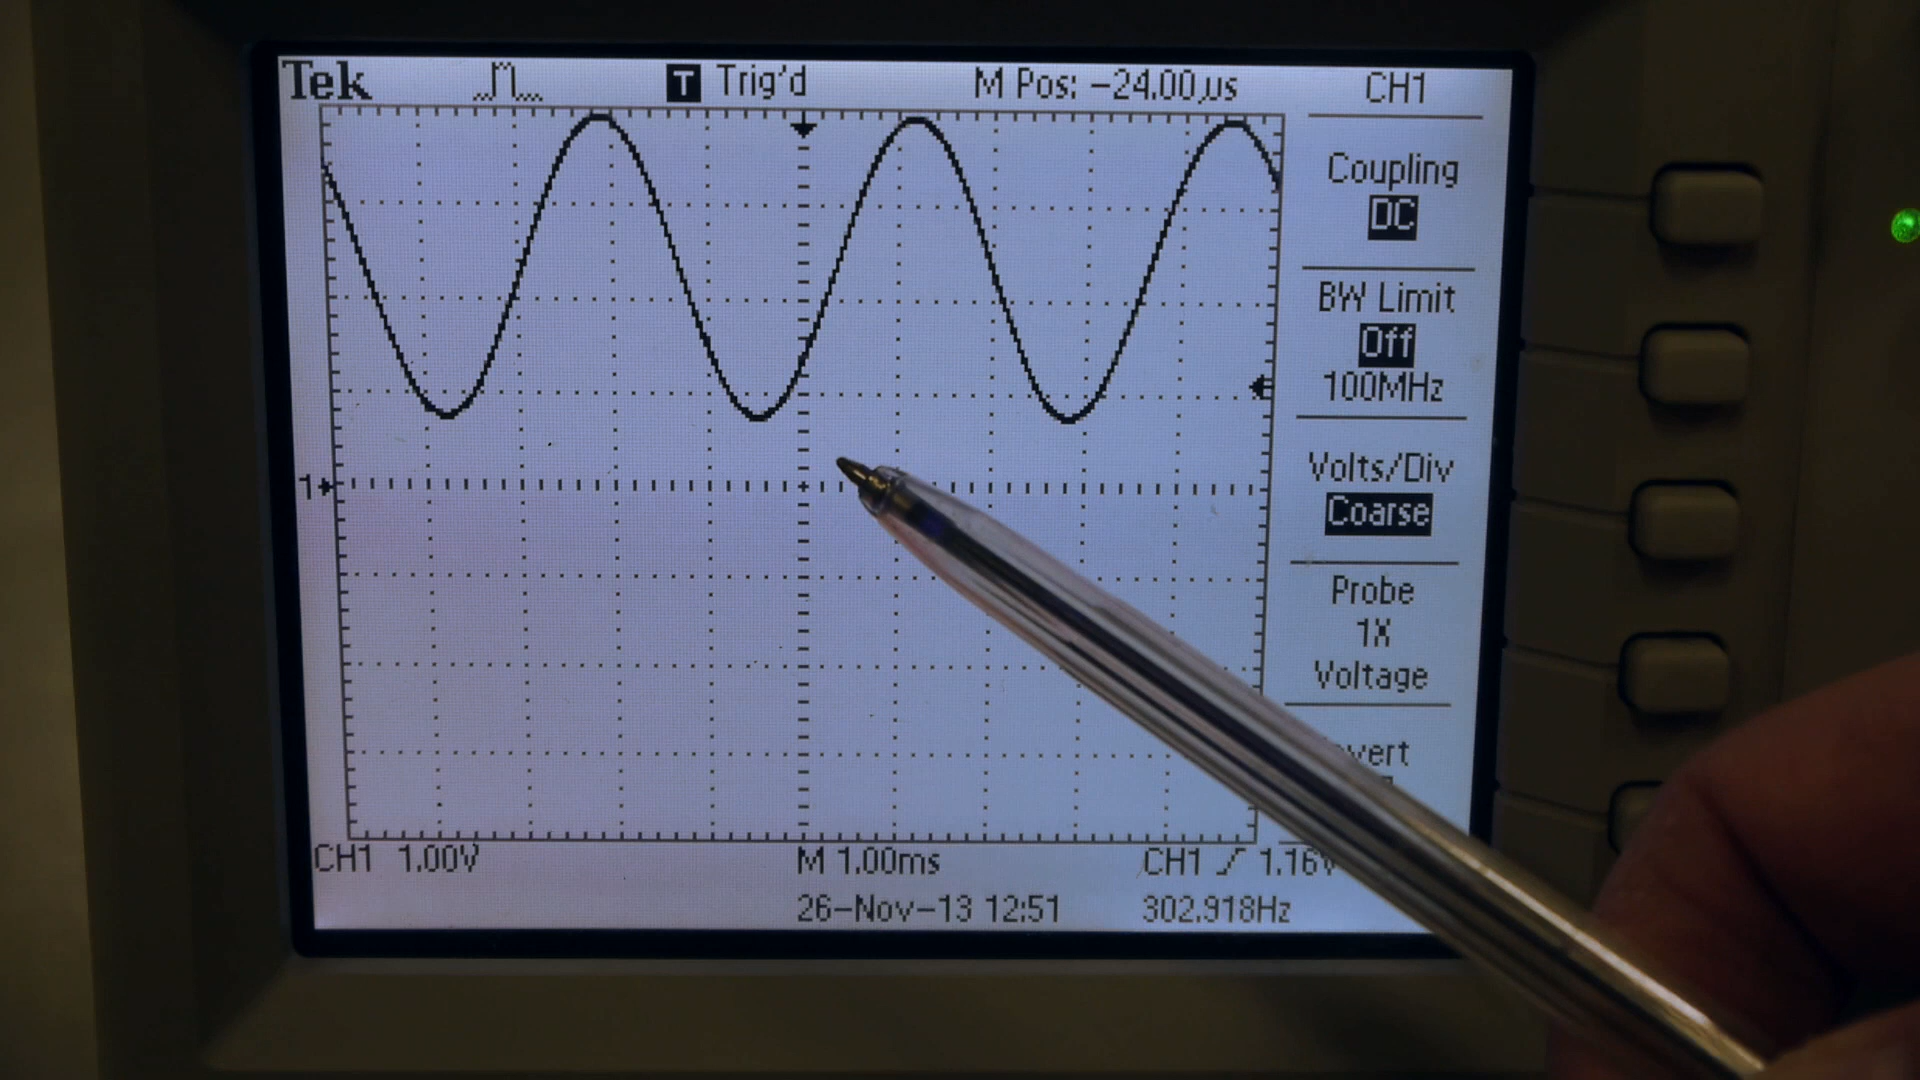 Tek T Trig'd M Pos: -24.00µs CH1
Coupling
DC
BW Limit
Off
100MHz
Volts/Div
Coarse
Probe
1X
Voltage
1
CH1 1.00V M 1.00ms CH1 1.16V
26-Nov-13 12:51 302.918Hz